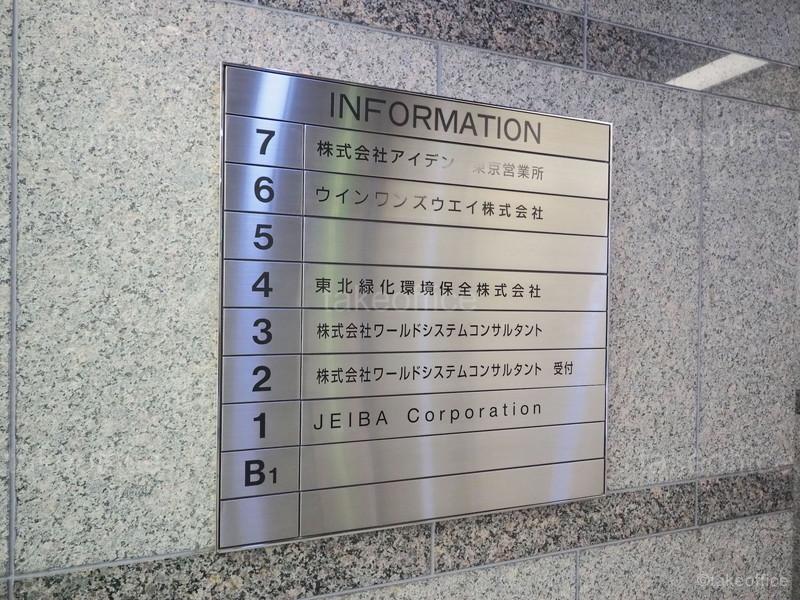 INFORMATION
7 株式会社アイデン 東京営業所
6 ウインワンズウエイ株式会社
5
4 東北緑化環境保全株式会社
3 株式会社ワールドシステムコンサルタント
2 株式会社ワールドシステムコンサルタント 受付
1 JEIBA Corporation
B1
takeoffice
©takeoffice